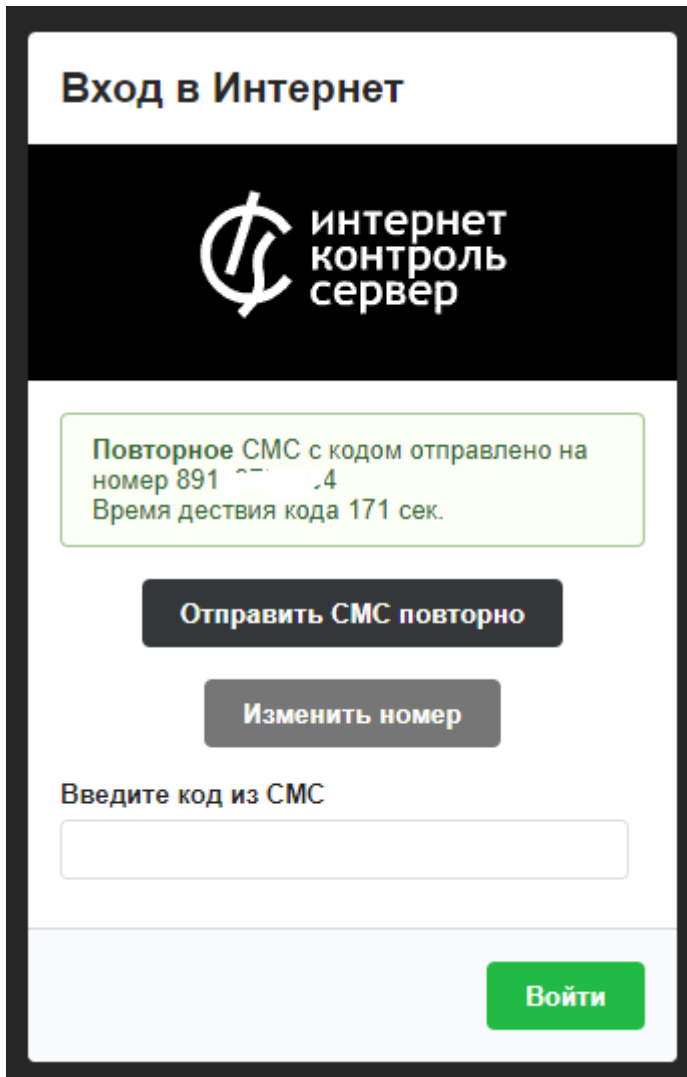 Вход в Интернет
интернет
контроль
сервер
Повторное СМС с кодом отправлено на
номер 891 4
Время дествия кода 171 сек.
Отправить СМС повторно
Изменить номер
Введите код из СМС
Войти